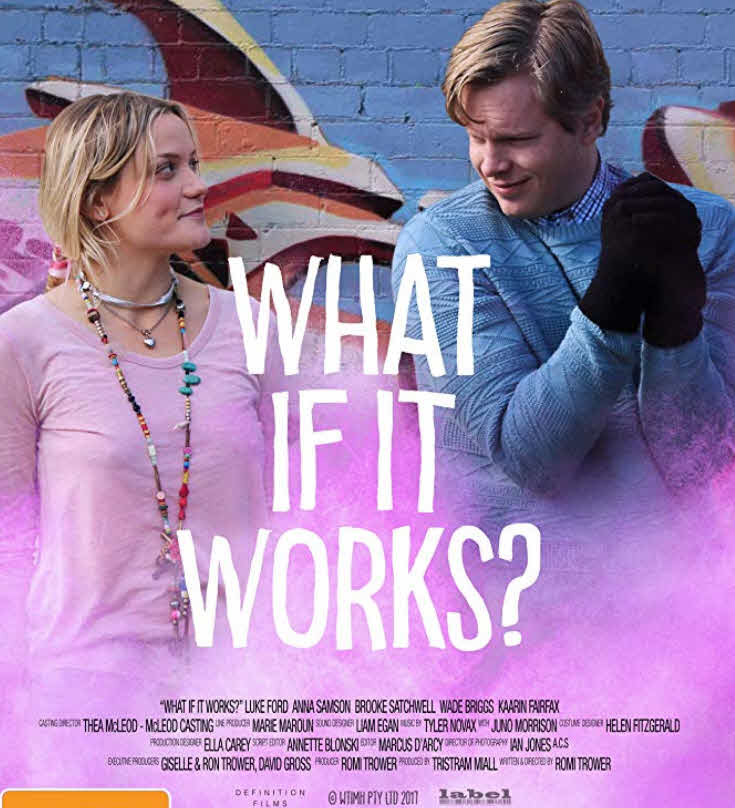 WHAT
IF IT
WORKS?
"WHAT IF IT WORKS?" LUKE FORD ANNA SAMSON BROOKE SATCHWELL WADE BRIGGS KAARIN FAIRFAX
CASTING DIRECTOR THEA McLEOD - McLEOD CASTING LINE PRODUCER MARIE MAROUN SOUND DESIGNER LIAM EGAN MUSIC BY TYLER NOVAX WITH JUNO MORRISON COSTUME DESIGNER HELEN FITZGERALD
PRODUCTION DESIGNER ELLA CAREY SCRIPT EDITOR ANNETTE BLONSKI EDITOR MARCUS D'ARCY DIRECTOR OF PHOTOGRAPHY IAN JONES A.C.S
EXECUTIVE PRODUCERS GISELLE & RON TROWER, DAVID GROSS PRODUCER ROMI TROWER PRODUCED BY TRISTRAM MIALL WRITTEN & DIRECTED BY ROMI TROWER
DEFINITION
FILMS
© WIIMH PTY LTD 2017
label